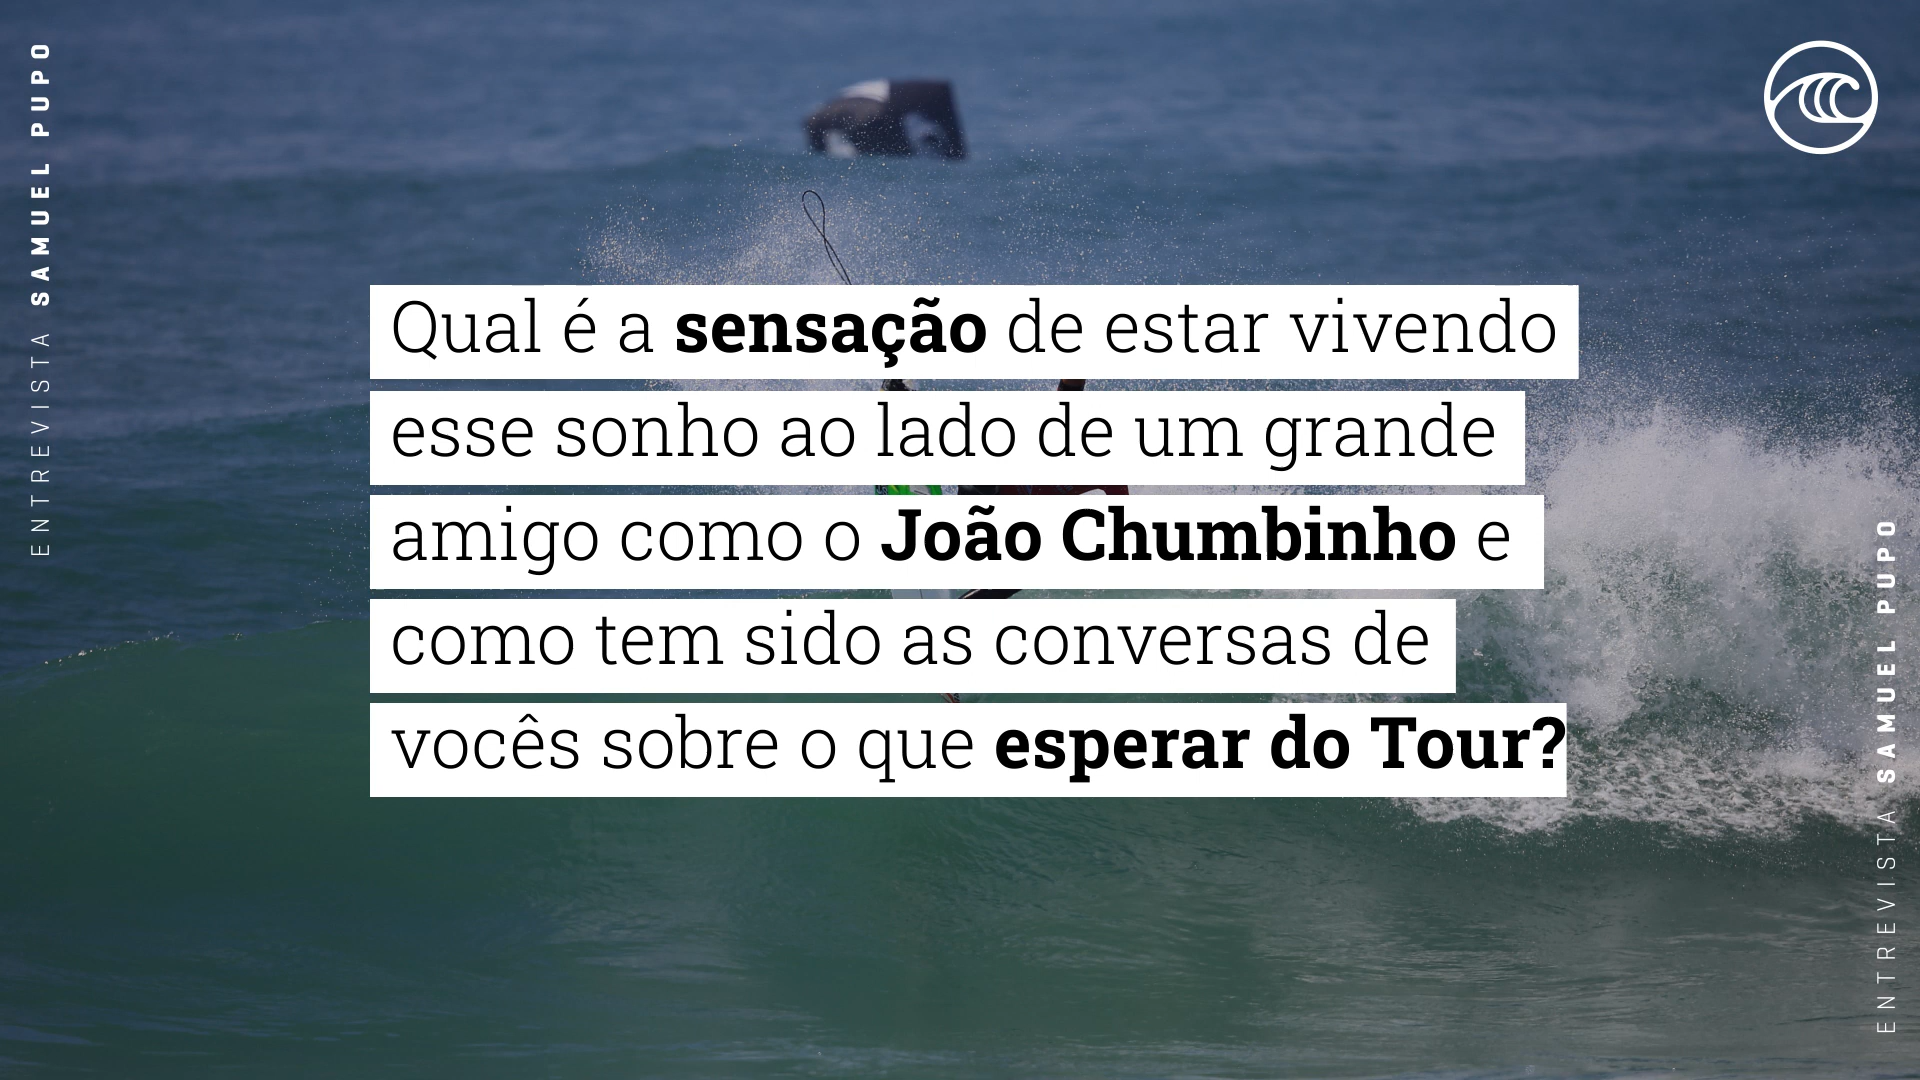 ENTREVISTA SAMUEL PUPO
Qual é a sensação de estar vivendo
esse sonho ao lado de um grande
amigo como o João Chumbinho e
como tem sido as conversas de
vocês sobre o que esperar do Tour?
ENTREVISTA SAMUEL PUPO